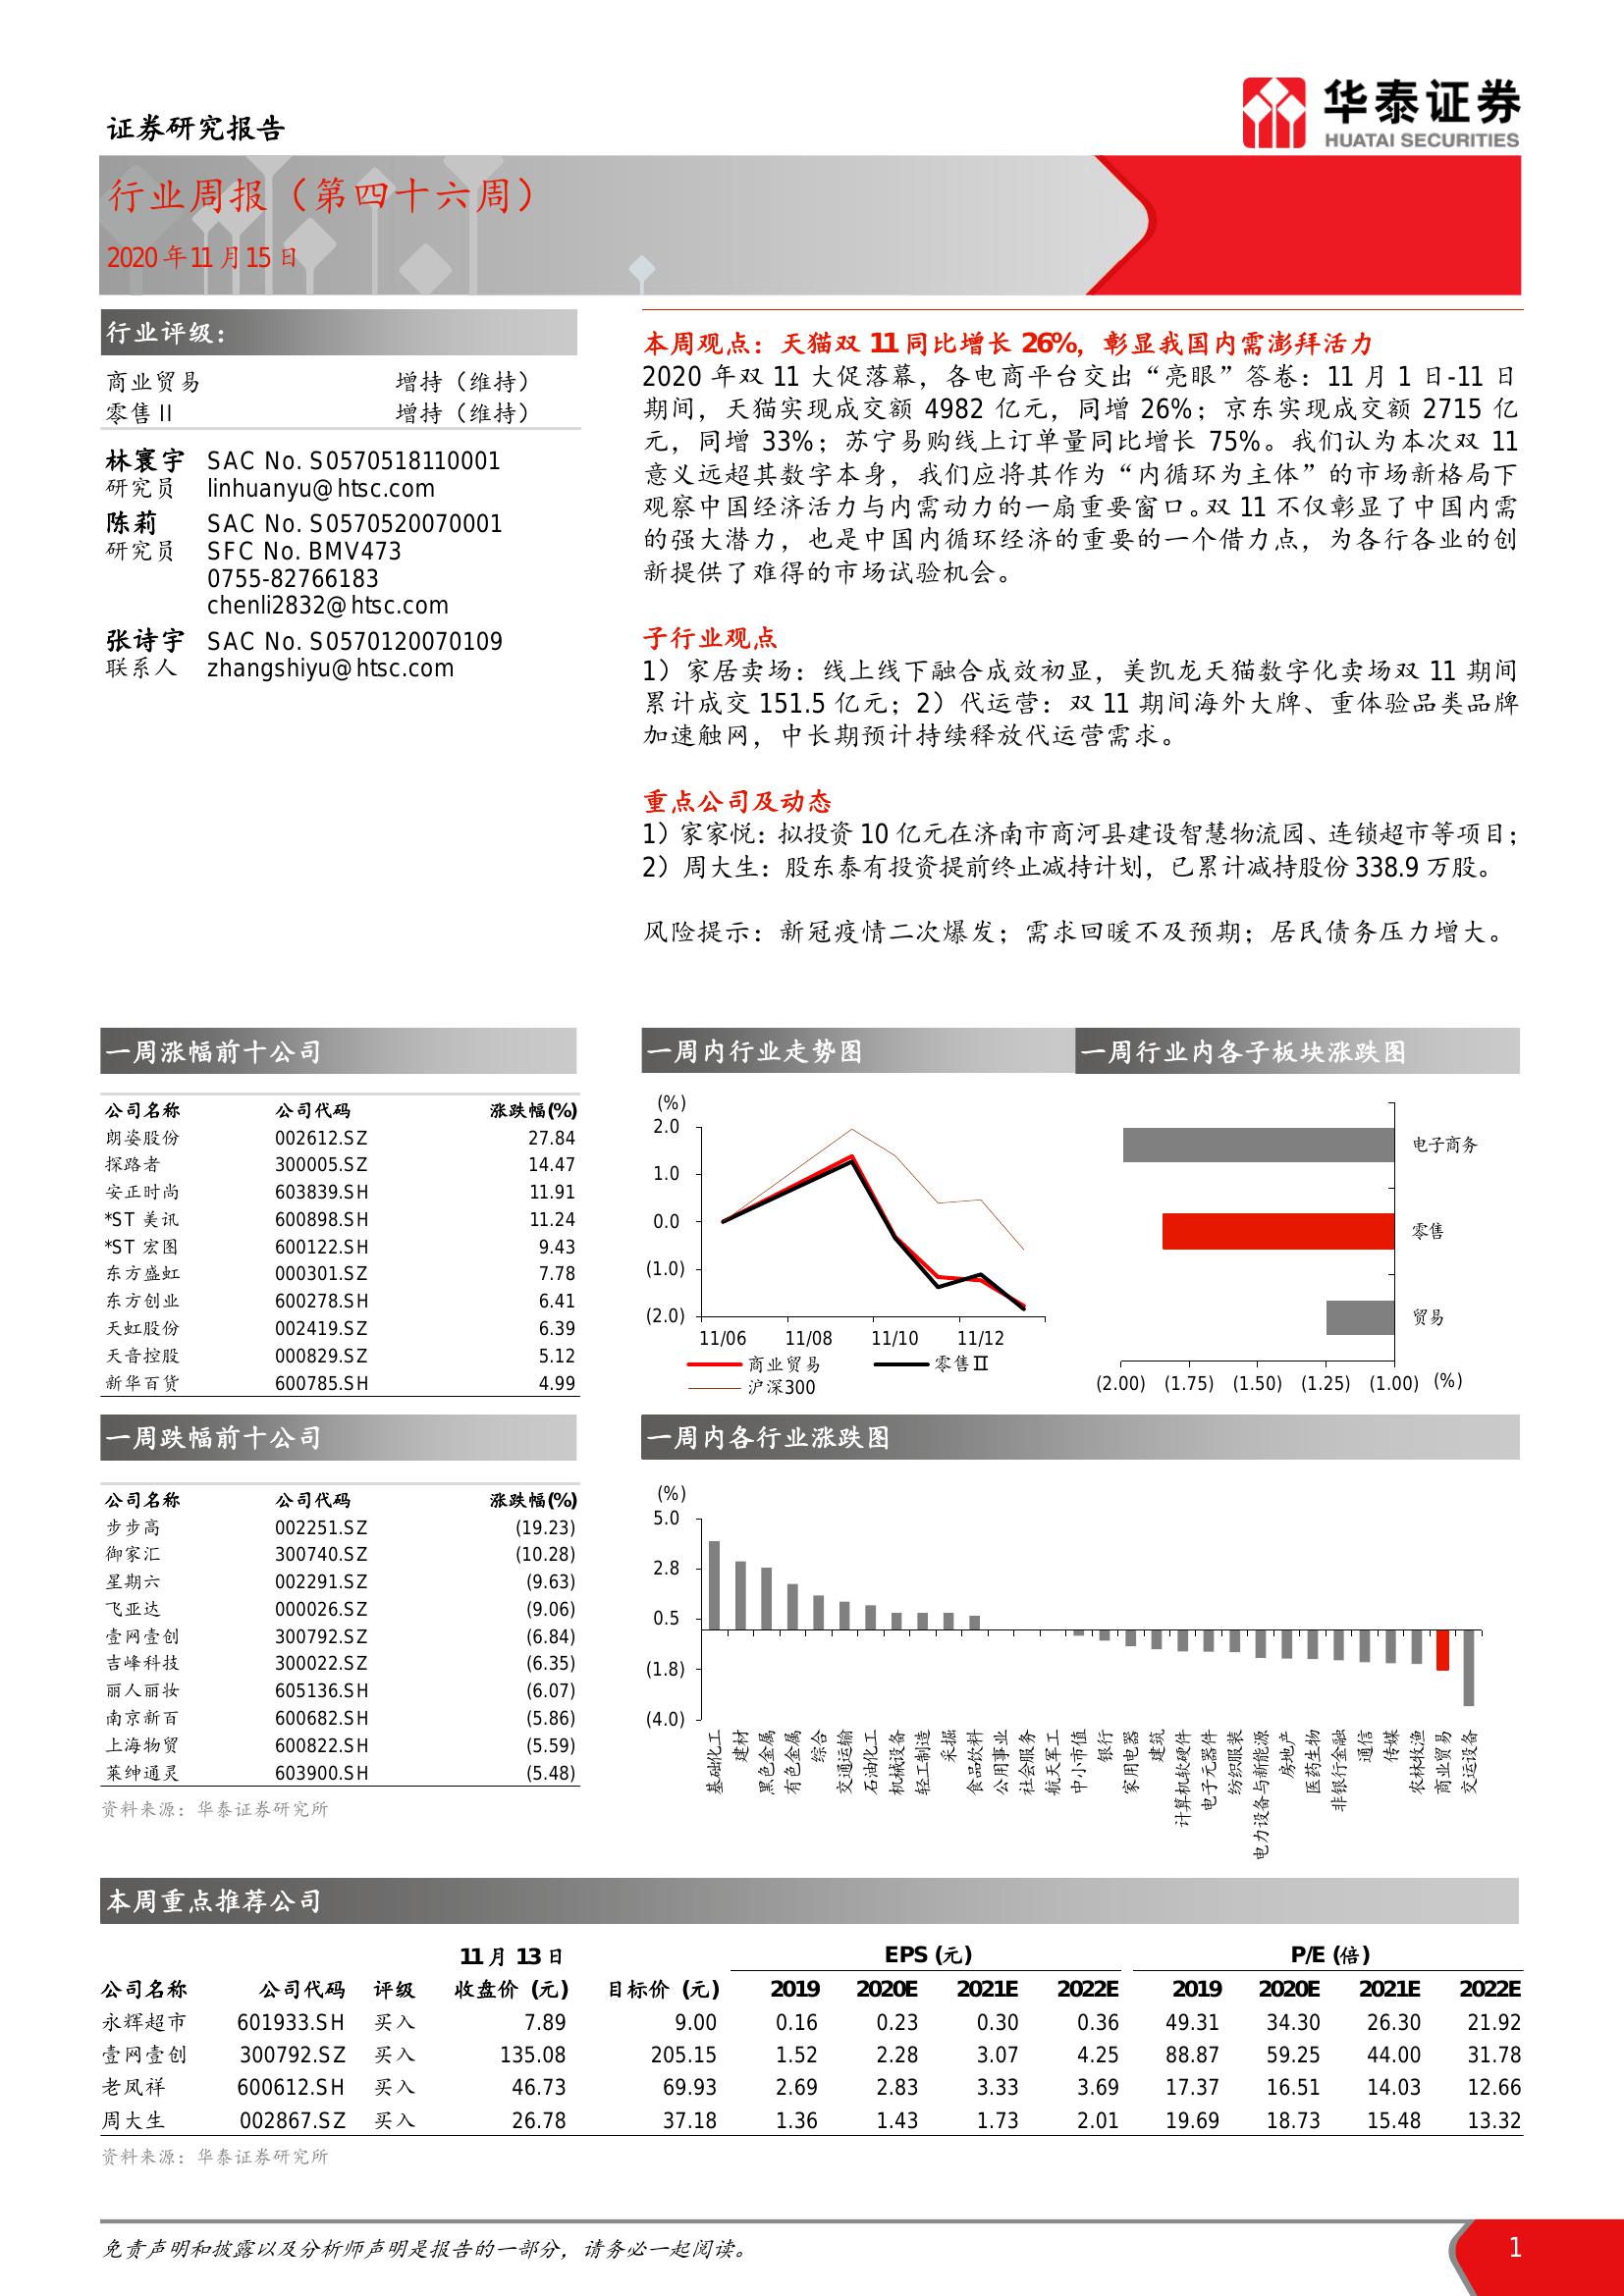 证券研究报告
华泰证券
HUATAI SECURITIES
行业周报（第四十六周）
2020 年 11 月 15 日
行业评级：
商业贸易 增持（维持）
零售 II 增持（维持）
林寰宇 SAC No. S0570518110001
研究员 linhuanyu@htsc.com
陈莉 SAC No. S0570520070001
研究员 SFC No. BMV473
0755-82766183
chenli2832@htsc.com
张诗宇 SAC No. S0570120070109
联系人 zhangshiyu@htsc.com
本周观点：天猫双 11 同比增长 26%，彰显我国内需澎湃活力
2020 年双 11 大促落幕，各电商平台交出“亮眼”答卷：11 月 1 日-11 日
期间，天猫实现成交额 4982 亿元，同增 26%；京东实现成交额 2715 亿
元，同增 33%；苏宁易购线上订单量同比增长 75%。我们认为本次双 11
意义远超其数字本身，我们应将其作为“内循环为主体”的市场新格局下
观察中国经济活力与内需动力的一扇重要窗口。双 11 不仅彰显了中国内需
的强大潜力，也是中国内循环经济的重要的一个借力点，为各行各业的创
新提供了难得的市场试验机会。
子行业观点
1）家居卖场：线上线下融合成效初显，美凯龙天猫数字化卖场双 11 期间
累计成交 151.5 亿元；2）代运营：双 11 期间海外大牌、重体验品类品牌
加速触网，中长期预计持续释放代运营需求。
重点公司及动态
1）家家悦：拟投资 10 亿元在济南市商河县建设智慧物流园、连锁超市等项目；
2）周大生：股东泰有投资提前终止减持计划，已累计减持股份 338.9 万股。
风险提示：新冠疫情二次爆发；需求回暖不及预期；居民债务压力增大。
一周涨幅前十公司
公司名称 公司代码 涨跌幅(%)
朗姿股份 002612.SZ 27.84
探路者 300005.SZ 14.47
安正时尚 603839.SH 11.91
*ST 美讯 600898.SH 11.24
*ST 宏图 600122.SH 9.43
东方盛虹 000301.SZ 7.78
东方创业 600278.SH 6.41
天虹股份 002419.SZ 6.39
天音控股 000829.SZ 5.12
新华百货 600785.SH 4.99
一周内行业走势图
(%)
2.0
1.0
0.0
(1.0)
(2.0)
11/06 11/08 11/10 11/12
商业贸易 零售Ⅱ
沪深300
一周行业内各子板块涨跌图
电子商务
零售
贸易
(2.00) (1.75) (1.50) (1.25) (1.00) (%)
一周跌幅前十公司
公司名称 公司代码 涨跌幅(%)
步步高 002251.SZ (19.23)
御家汇 300740.SZ (10.28)
星期六 002291.SZ (9.63)
飞亚达 000026.SZ (9.06)
壹网壹创 300792.SZ (6.84)
吉峰科技 300022.SZ (6.35)
丽人丽妆 605136.SH (6.07)
南京新百 600682.SH (5.86)
上海物贸 600822.SH (5.59)
莱绅通灵 603900.SH (5.48)
资料来源：华泰证券研究所
一周内各行业涨跌图
(%)
5.0
2.8
0.5
(1.8)
(4.0)
基础化工
建材
黑色金属
有色金属
综合
交通运输
石油化工
机械设备
轻工制造
采掘
食品饮料
公用事业
社会服务
航天军工
中小市值
银行
家用电器
建筑
计算机软硬件
电子元器件
纺织服装
电力设备与新能源
房地产
医药生物
非银行金融
通信
传媒
农林牧渔
商业贸易
交运设备
本周重点推荐公司
11 月 13 日 EPS (元) P/E (倍)
公司名称 公司代码 评级 收盘价 (元) 目标价 (元) 2019 2020E 2021E 2022E 2019 2020E 2021E 2022E
永辉超市 601933.SH 买入 7.89 9.00 0.16 0.23 0.30 0.36 49.31 34.30 26.30 21.92
壹网壹创 300792.SZ 买入 135.08 205.15 1.52 2.28 3.07 4.25 88.87 59.25 44.00 31.78
老凤祥 600612.SH 买入 46.73 69.93 2.69 2.83 3.33 3.69 17.37 16.51 14.03 12.66
周大生 002867.SZ 买入 26.78 37.18 1.36 1.43 1.73 2.01 19.69 18.73 15.48 13.32
资料来源：华泰证券研究所
免责声明和披露以及分析师声明是报告的一部分，请务必一起阅读。
1